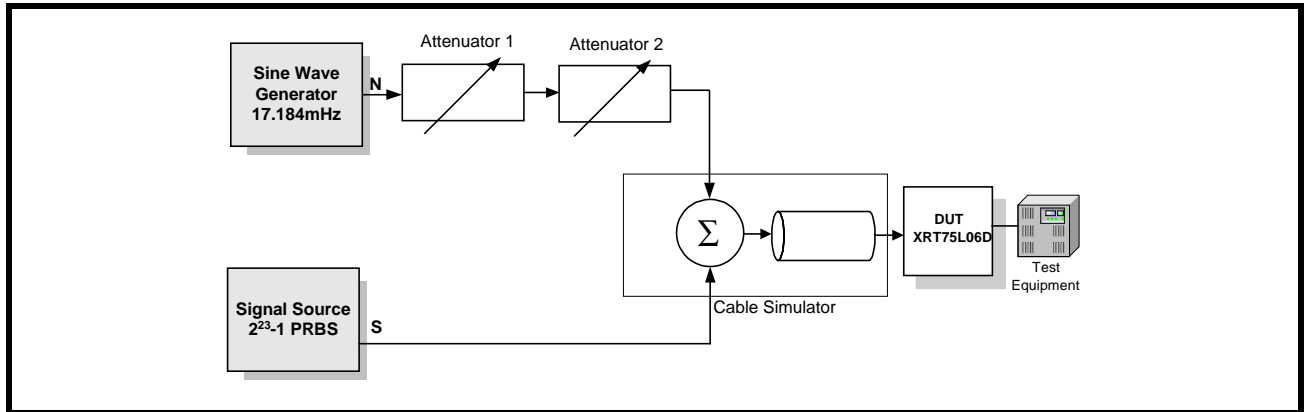 Attenuator 1
Attenuator 2
Sine Wave
Generator
17.184mHz
N
Σ
DUT
XRT75L06D
Test
Equipment
Cable Simulator
Signal Source
2²³-1 PRBS
S